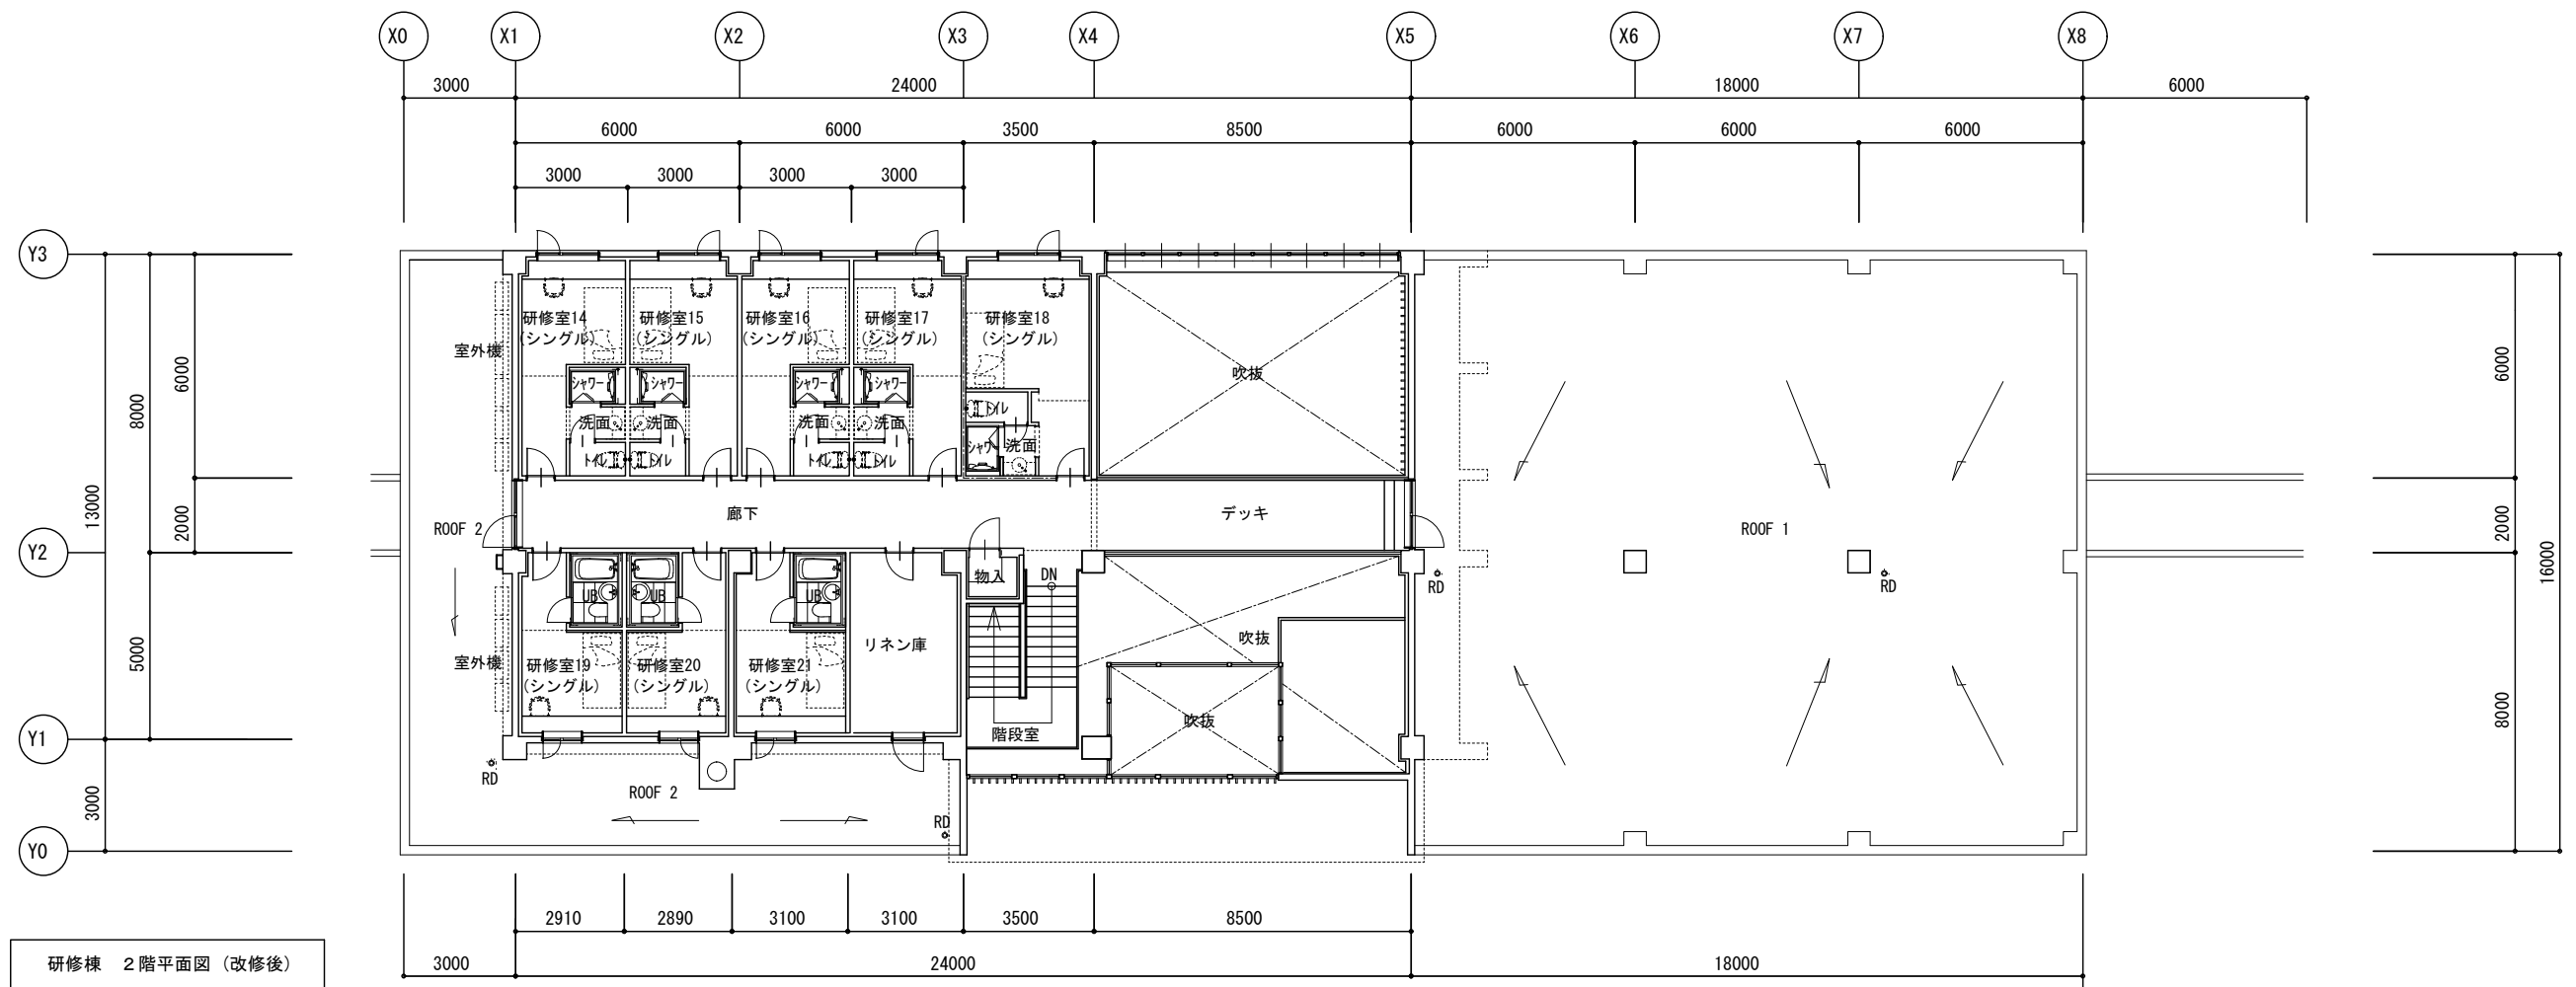 X0 X1 X2 X3 X4 X5 X6 X7 X8
3000 24000 18000 6000
6000 6000 3500 8500 6000 6000 6000
3000 3000 3000 3000
Y3
Y2
Y1
Y0
13000
3000
8000
5000
6000
2000
6000
2000
8000
16000
研修室14
(シングル)
研修室15
(シングル)
研修室16
(シングル)
研修室17
(シングル)
研修室18
(シングル)
室外機
吹抜
シャワー シャワー シャワー シャワー
トイレ
洗面 洗面 洗面 洗面
シャワー 洗面
トイレ トイレ トイレ トイレ
ROOF 2
廊下
デッキ
ROOF 1
物入
DN
RD
RD
UB UB UB
リネン庫
吹抜
室外機
研修室19
(シングル)
研修室20
(シングル)
研修室21
(シングル)
吹抜
階段室
RD
ROOF 2
RD
2910 2890 3100 3100 3500 8500
3000 24000 18000
研修棟 2階平面図(改修後)